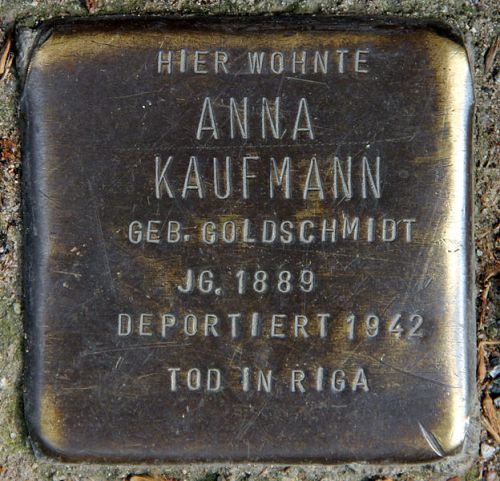 HIER WOHNTE
ANNA
KAUFMANN
GEB. GOLDSCHMIDT
JG. 1889
DEPORTIERT 1942
TOD IN RIGA